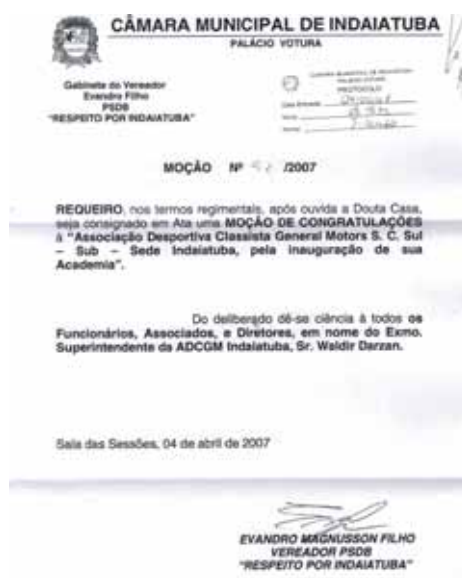 CÂMARA MUNICIPAL DE INDAIATUBA
PALÁCIO VOTURA
Gabinete do Vereador
Evandro Filho
PSDB
"RESPEITO POR INDAIATUBA"
PROTOCOLO
MOÇÃO Nº /2007
REQUEIRO, nos termos regimentais, após ouvida a Douta Casa,
seja consignado em Ata uma MOÇÃO DE CONGRATULAÇÕES
à "Associação Desportiva Classista General Motors S. C. Sul
– Sub – Sede Indaiatuba, pela inauguração de sua
Academia".
Do deliberado dê-se ciência à todos os
Funcionários, Associados, e Diretores, em nome do Exmo.
Superintendente da ADCGM Indaiatuba, Sr. Waldir Darzan.
Sala das Sessões, 04 de abril de 2007
EVANDRO MAGNUSSON FILHO
VEREADOR PSDB
"RESPEITO POR INDAIATUBA"